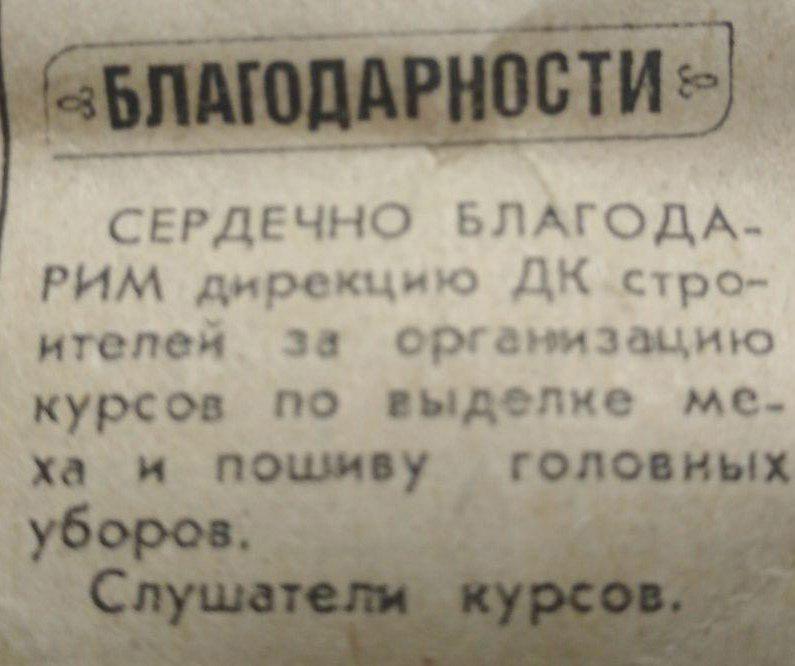 БЛАГОДАРНОСТИ
СЕРДЕЧНО БЛАГОДА-
РИМ дирекцию ДК стро-
ителей за организацию
курсов по выделке ме-
ха и пошиву головных
уборов.
Слушатели курсов.